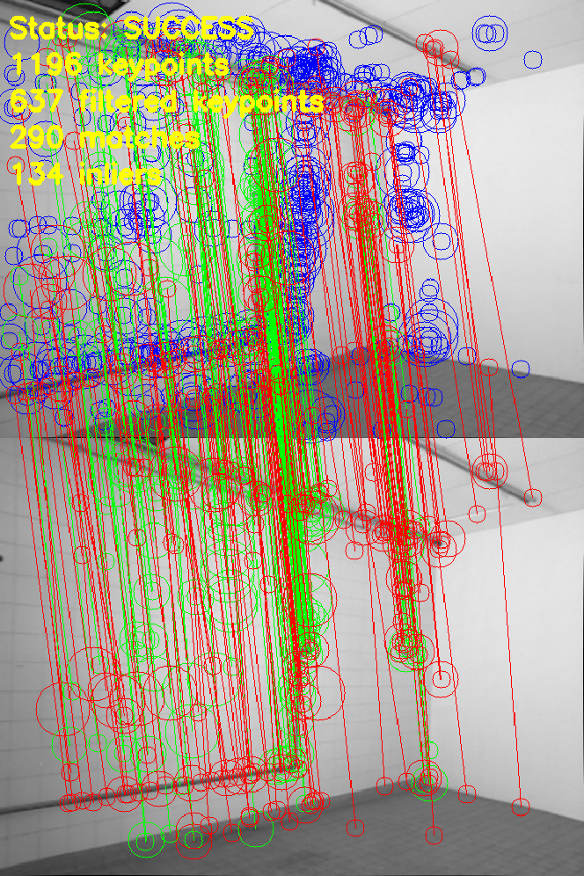 Status: SUCCESS
1196 keypoints
637 filtered keypoints
290 matches
134 inliers